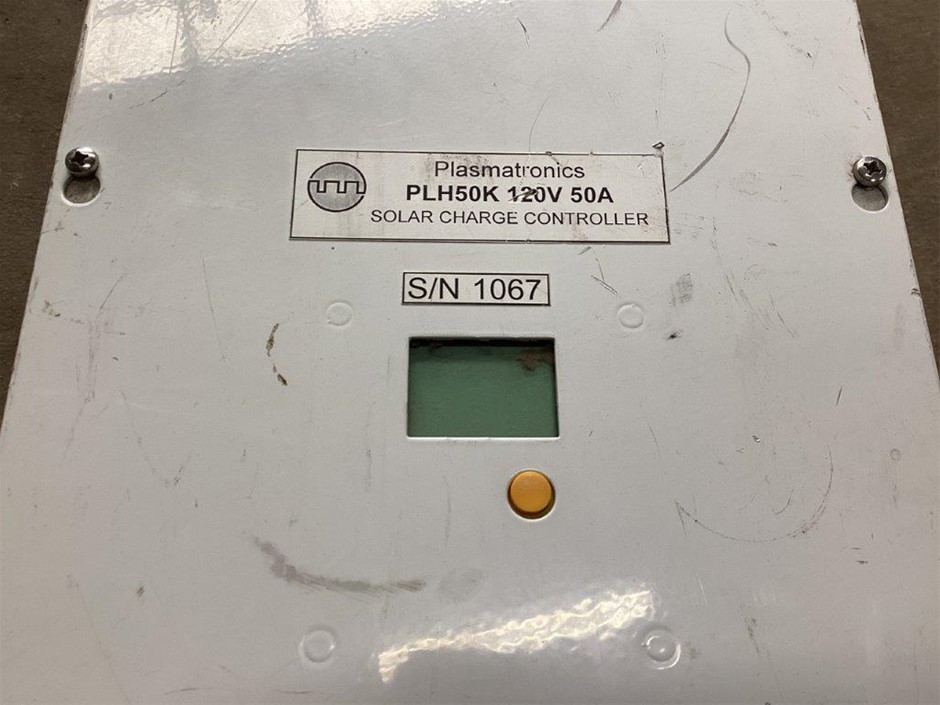 Plasmatronics
PLH50K 120V 50A
SOLAR CHARGE CONTROLLER
S/N 1067